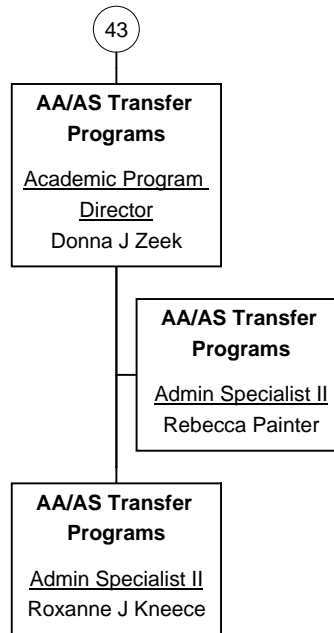 43
AA/AS Transfer
Programs
Academic Program
Director
Donna J Zeek
AA/AS Transfer
Programs
Admin Specialist II
Rebecca Painter
AA/AS Transfer
Programs
Admin Specialist II
Roxanne J Kneece